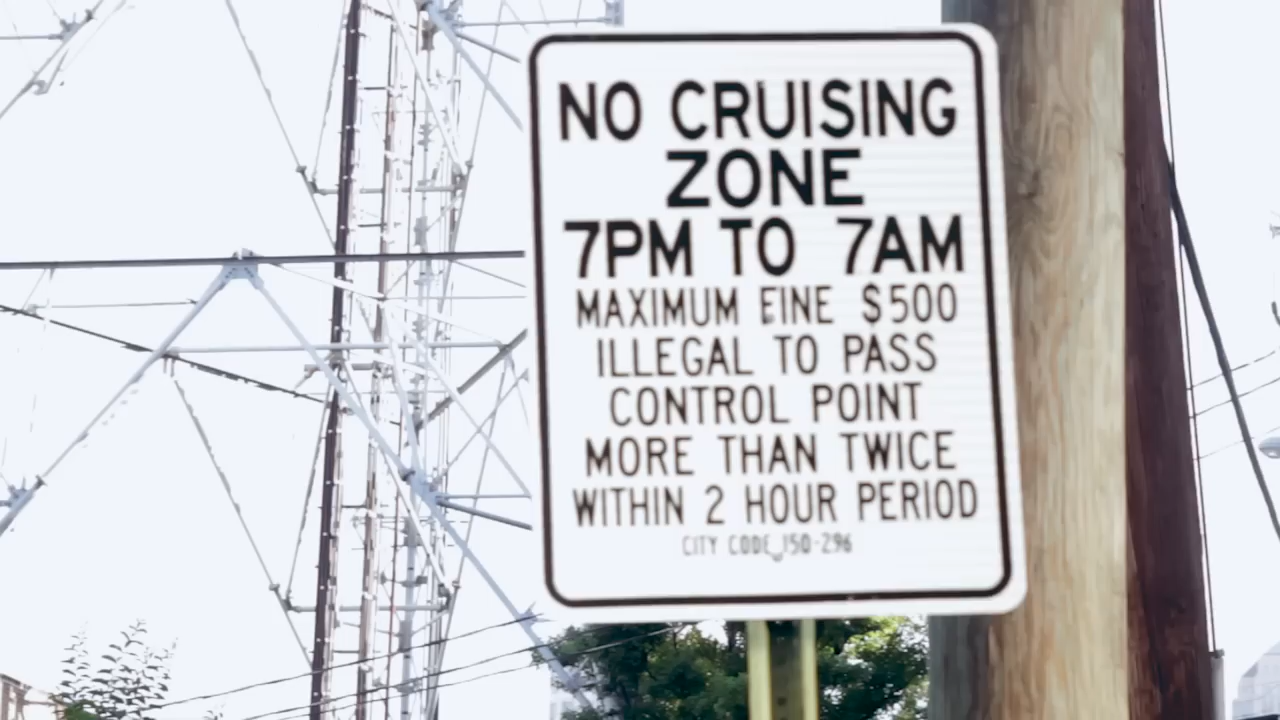 NO CRUISING
ZONE
7PM TO 7AM
MAXIMUM FINE $500
ILLEGAL TO PASS
CONTROL POINT
MORE THAN TWICE
WITHIN 2 HOUR PERIOD
CITY CODE 150-296